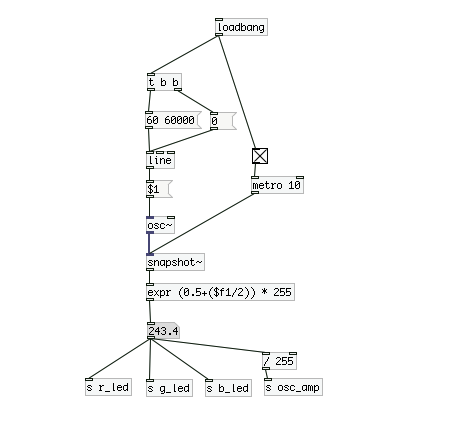 loadbang
t b b
60 60000
0
line
$1
metro 10
osc~
snapshot~
expr (0.5+($f1/2)) * 255
243.4
/ 255
s r_led
s g_led
s b_led
s osc_amp